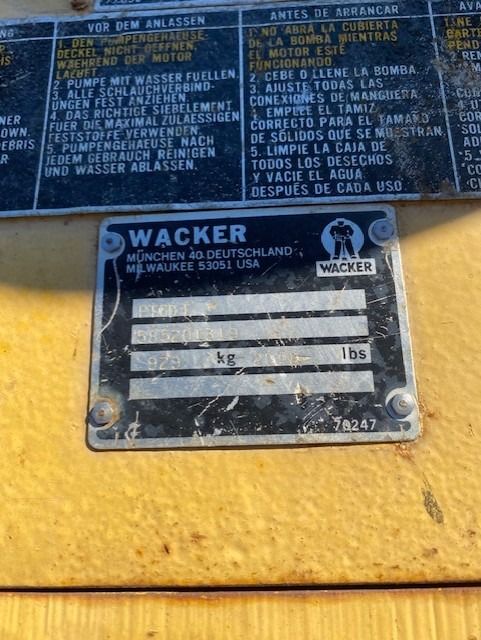 VOR DEM ANLASSEN
1. DEN PUMPENGEHAEUSE-
DECKEL NICHT OEFFNEN,
WAEHREND DER MOTOR
LAEUFT.
2. PUMPE MIT WASSER FUELLEN.
3. ALLE SCHLAUCHVERBIND-
UNGEN FEST ANZIEHEN.
4. DAS RICHTIGE SIEBELEMENT
FUER DIE MAXIMAL ZULAESSIGEN
FESTSTOFFE VERWENDEN.
5. PUMPENGEHAEUSE NACH
JEDEM GEBRAUCH REINIGEN
UND WASSER ABLASSEN.
ANTES DE ARRANCAR
1. NO ABRA LA CUBIERTA
DE LA BOMBA MIENTRAS
EL MOTOR ESTÉ
FUNCIONANDO.
2. CEBE O LLENE LA BOMBA.
3. AJUSTE TODAS LAS
CONEXIONES DE MANGUERA.
4. EMPLEE EL TAMIZ
CORRECTO PARA EL TAMAÑO
DE SÓLIDOS QUE SE MUESTRAN.
5. LIMPIE LA CAJA DE
TODOS LOS DESECHOS
Y VACIE EL AGUA
DESPUÉS DE CADA USO
WACKER
MÜNCHEN 40 DEUTSCHLAND
MILWAUKEE 53051 USA
WACKER
kg
lbs
70247